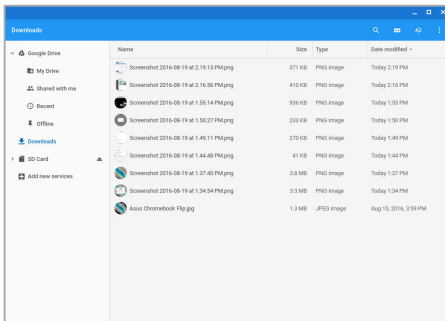 Downloads
Google Drive
My Drive
Shared with me
Recent
Offline
Downloads
SD Card
Add new services
Name Size Type Date modified
Screenshot 2016-08-19 at 2.19.13 PM.png 371 KB PNG image Today 2:19 PM
Screenshot 2016-08-19 at 2.16.56 PM.png 410 KB PNG image Today 2:16 PM
Screenshot 2016-08-19 at 1.55.14 PM.png 936 KB PNG image Today 1:55 PM
Screenshot 2016-08-19 at 1.50.27 PM.png 233 KB PNG image Today 1:50 PM
Screenshot 2016-08-19 at 1.49.11 PM.png 270 KB PNG image Today 1:49 PM
Screenshot 2016-08-19 at 1.44.48 PM.png 41 KB PNG image Today 1:44 PM
Screenshot 2016-08-19 at 1.37.40 PM.png 3.8 MB PNG image Today 1:37 PM
Screenshot 2016-08-19 at 1.34.54 PM.png 3.3 MB PNG image Today 1:34 PM
Asus Chromebook Flip.jpg 1.3 MB JPEG image Aug 15, 2016, 3:59 PM